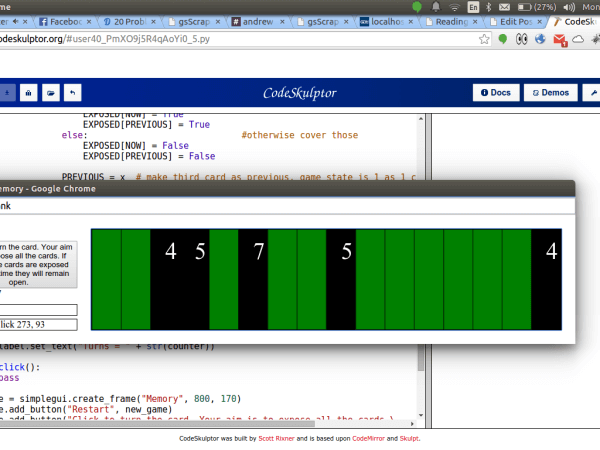 me
En (27%) Mon
Faceboo 20 Probl gsScrap andrew gsScrap localhos Reading Edit Pos CodeSk
odeskulptor.org/#user40_PmXO9j5R4qAoYi0_5.py
CodeSkulptor Docs Demos
EXPOSED[NOW] = True
EXPOSED[PREVIOUS] = True
else: #otherwise cover those
EXPOSED[NOW] = False
EXPOSED[PREVIOUS] = False
PREVIOUS = x # make third card as previous, game state is 1 as 1 c
emory - Google Chrome
ank
rn the card. Your aim
ose all the cards. If
e cards are exposed
time they will remain
open.
lick 273, 93
4 5 7 5 4
label.set_text("Turns = " + str(counter))
click():
pass
e = simplegui.create_frame("Memory", 800, 170)
e.add_button("Restart", new_game)
e.add_button("Click to turn the card. Your aim is to expose all the cards.\
CodeSkulptor was built by Scott Rixner and is based upon CodeMirror and Skulpt.